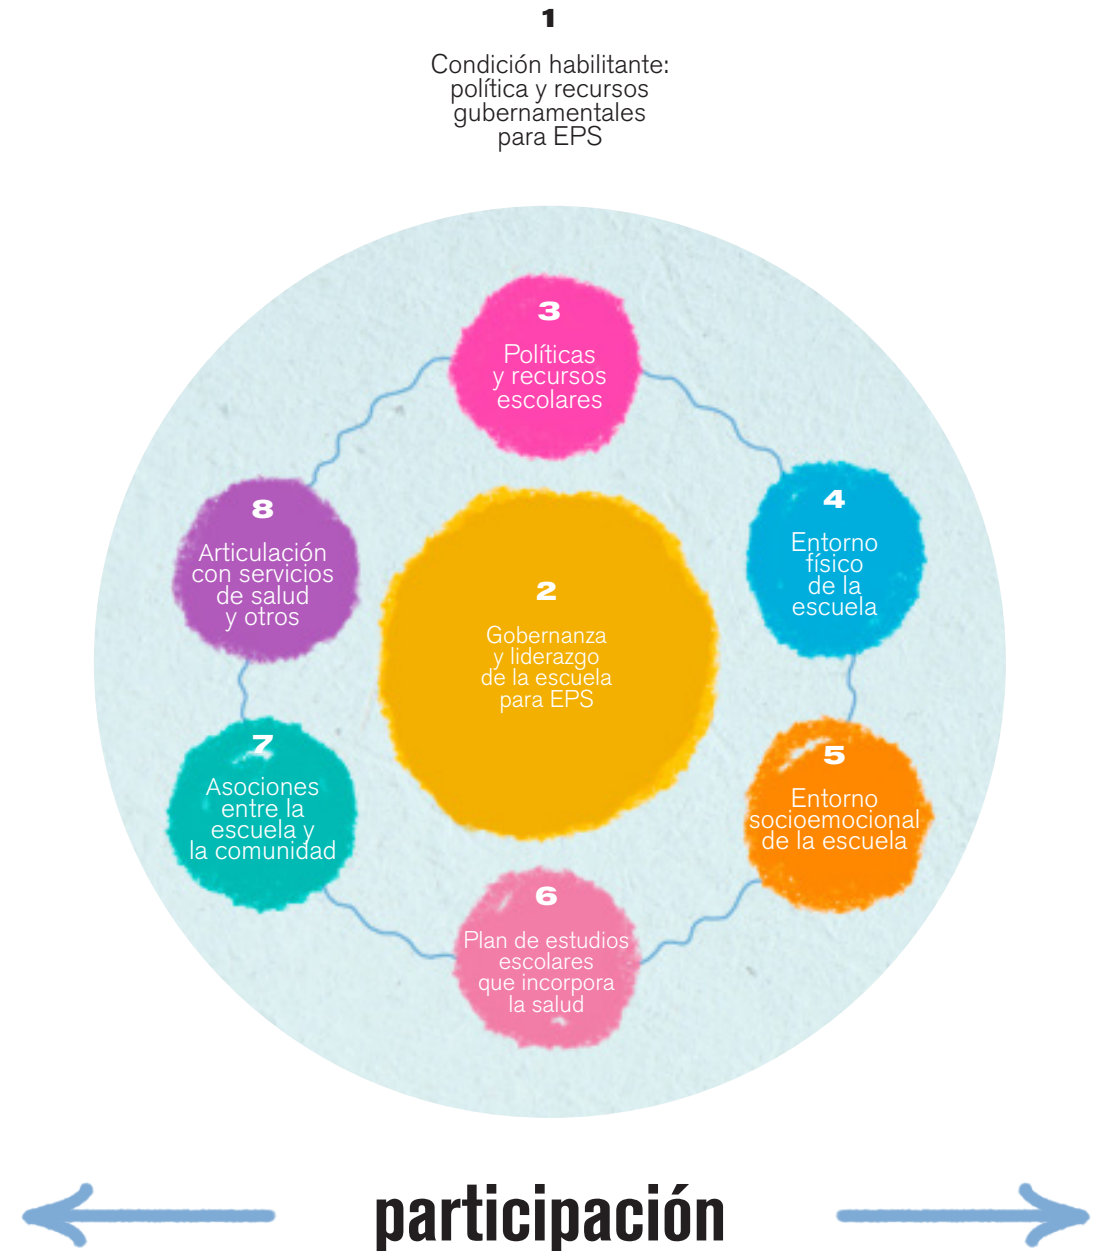 1
Condición habilitante:
política y recursos
gubernamentales
para EPS
3
Políticas
y recursos
escolares
4
Entorno
físico
de la
escuela
8
Articulación
con servicios
de salud
y otros
2
Gobernanza
y liderazgo
de la escuela
para EPS
7
Asociones
entre la
escuela y
la comunidad
5
Entorno
socioemocional
de la escuela
6
Plan de estudios
escolares
que incorpora
la salud
participación